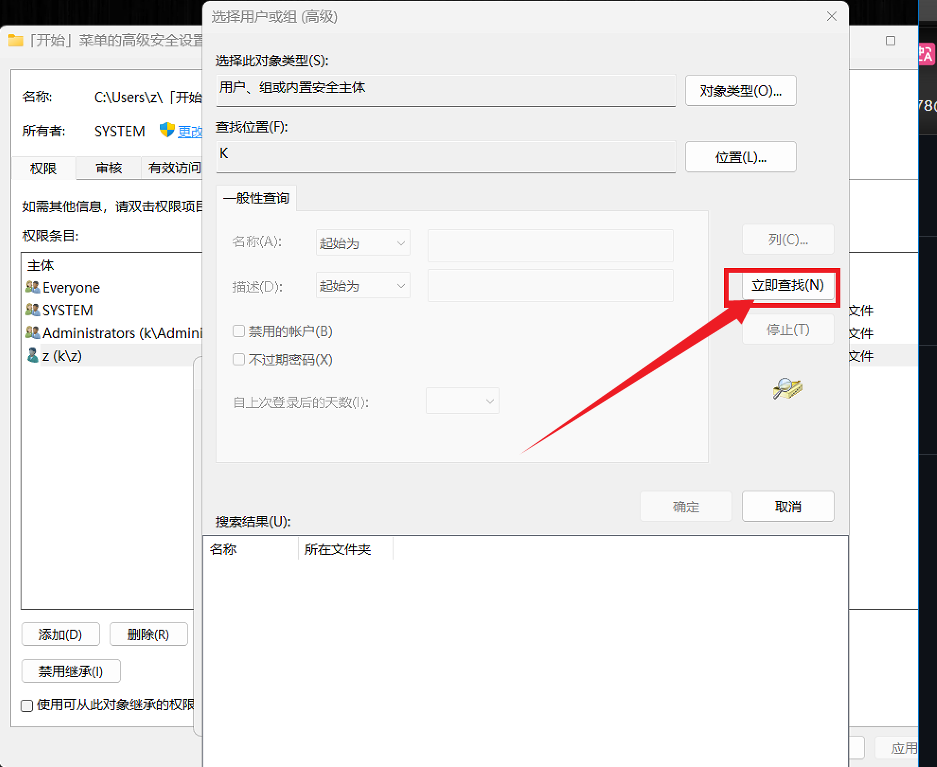 选择用户或组 (高级)
「开始」菜单的高级安全设置
选择此对象类型(S):
用户、组或内置安全主体
对象类型(O)...
名称:
C:\Users\z\「开始
查找位置(F):
所有者:
SYSTEM
更改
K
位置(L)...
权限
审核
有效访问
一般性查询
如需其他信息，请双击权限项目
权限条目:
名称(A):
起始为
列(C)...
主体
描述(D):
起始为
立即查找(N)
Everyone
SYSTEM
文件
禁用的帐户(B)
停止(T)
Administrators (k\Admini
文件
z (k\z)
文件
不过期密码(X)
自上次登录后的天数(I):
确定
取消
搜索结果(U):
名称
所在文件夹
添加(D)
删除(R)
禁用继承(I)
使用可从此对象继承的权限
应用